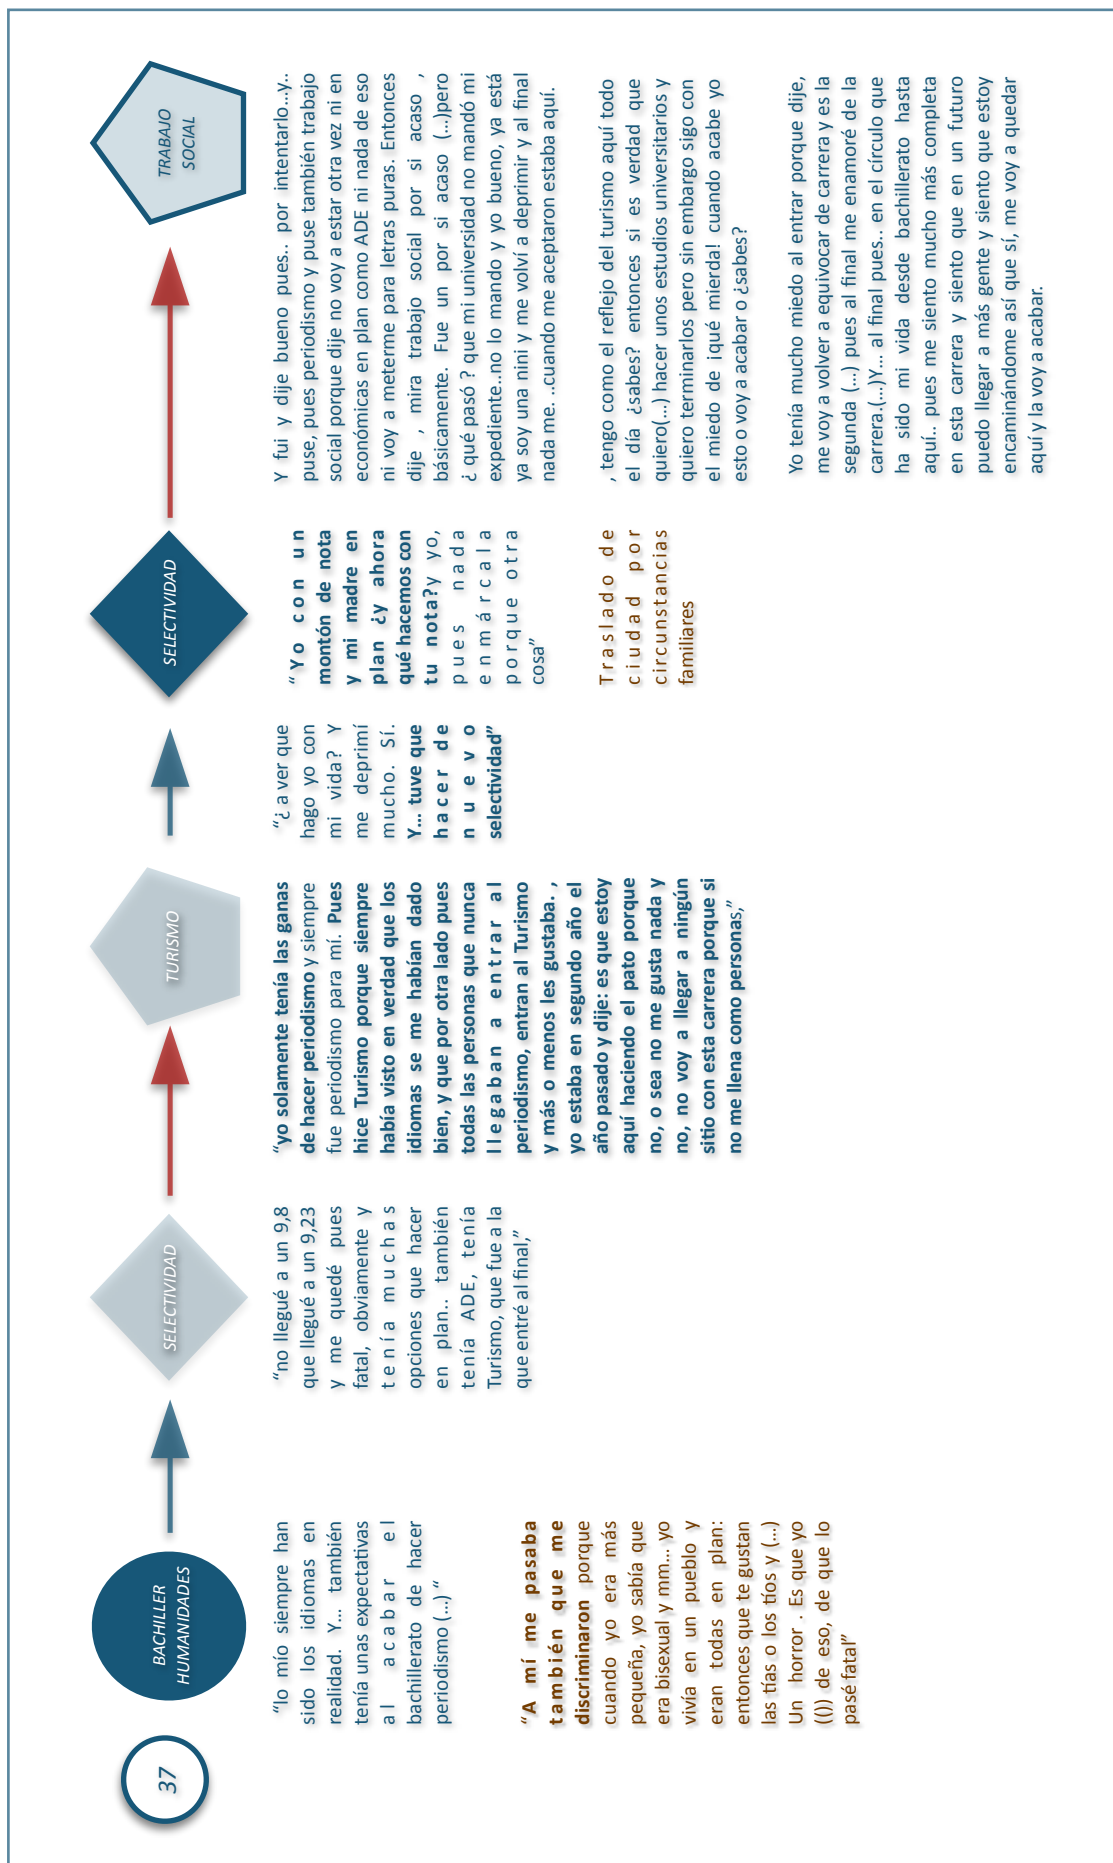 37
BACHILLER
HUMANIDADES
SELECTIVIDAD
TURISMO
SELECTIVIDAD
TRABAJO
SOCIAL
“lo mío siempre han
sido los idiomas en
realidad. Y... también
tenía unas expectativas
al acabar el
bachillerato de hacer
periodismo (...) “
“A mí me pasaba
también que me
discriminaron porque
cuando yo era más
pequeña, yo sabía que
era bisexual y mm... yo
vivía en un pueblo y
eran todas en plan:
entonces que te gustan
las tías o los tíos y (...)
Un horror . Es que yo
(()) de eso, de que lo
pasé fatal”
“no llegué a un 9,8
que llegué a un 9,23
y me quedé pues
fatal, obviamente y
tenía muchas
opciones que hacer
en plan.. también
tenía ADE, tenía
Turismo, que fue a la
que entré al final,”
“yo solamente tenía las ganas
de hacer periodismo y siempre
fue periodismo para mí. Pues
hice Turismo porque siempre
había visto en verdad que los
idiomas se me habían dado
bien, y que por otra lado pues
todas las personas que nunca
llegaban a entrar al
periodismo, entran al Turismo
y más o menos les gustaba. ,
yo estaba en segundo año el
año pasado y dije: es que estoy
aquí haciendo el pato porque
no, o sea no me gusta nada y
no, no voy a llegar a ningún
sitio con esta carrera porque si
no me llena como personas,”
“¿ a ver que
hago yo con
mi vida? Y
me deprimí
mucho. Sí.
Y... tuve que
hacer de
nuevo
selectividad”
“Yo con un
montón de nota
y mi madre en
plan ¿y ahora
qué hacemos con
tu nota?y yo,
pues nada
enmárcala
porque otra
cosa”
Traslado de
ciudad por
circunstancias
familiares
Y fui y dije bueno pues.. por intentarlo...y..
puse, pues periodismo y puse también trabajo
social porque dije no voy a estar otra vez ni en
económicas en plan como ADE ni nada de eso
ni voy a meterme para letras puras. Entonces
dije , mira trabajo social por si acaso ,
básicamente. Fue un por si acaso (...)pero
¿ qué pasó ? que mi universidad no mandó mi
expediente..no lo mando y yo bueno, ya está
ya soy una nini y me volví a deprimir y al final
nada me. ..cuando me aceptaron estaba aquí.
, tengo como el reflejo del turismo aquí todo
el día ¿sabes? entonces si es verdad que
quiero(...) hacer unos estudios universitarios y
quiero terminarlos pero sin embargo sigo con
el miedo de ¡qué mierda! cuando acabe yo
esto o voy a acabar o ¿sabes?
Yo tenía mucho miedo al entrar porque dije,
me voy a volver a equivocar de carrera y es la
segunda (...) pues al final me enamoré de la
carrera.(...)Y... al final pues.. en el círculo que
ha sido mi vida desde bachillerato hasta
aquí.. pues me siento mucho más completa
en esta carrera y siento que en un futuro
puedo llegar a más gente y siento que estoy
encaminándome así que sí, me voy a quedar
aquí y la voy a acabar.